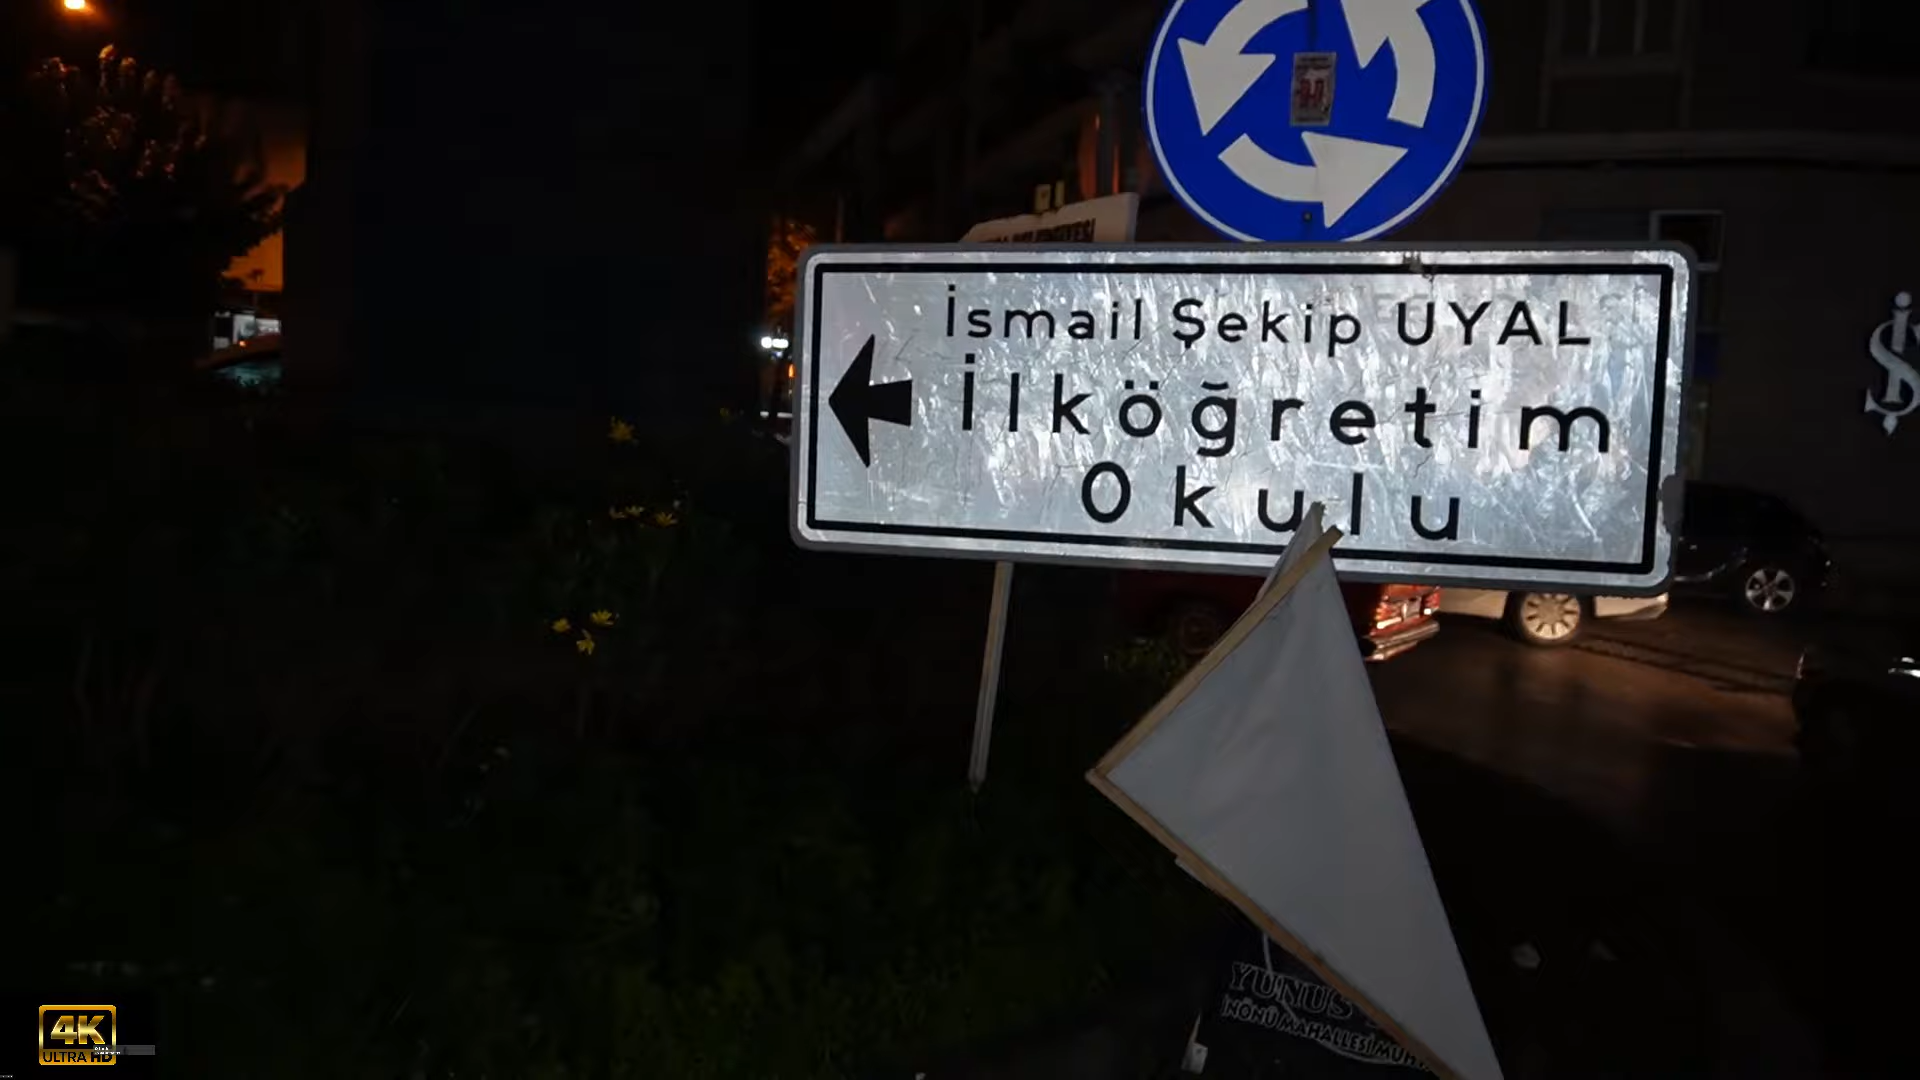 İsmail Şekip UYAL
İlköğretim
Okulu
YUNUS
İNÖNÜ MAHALLESİ
4K
ULTRA HD